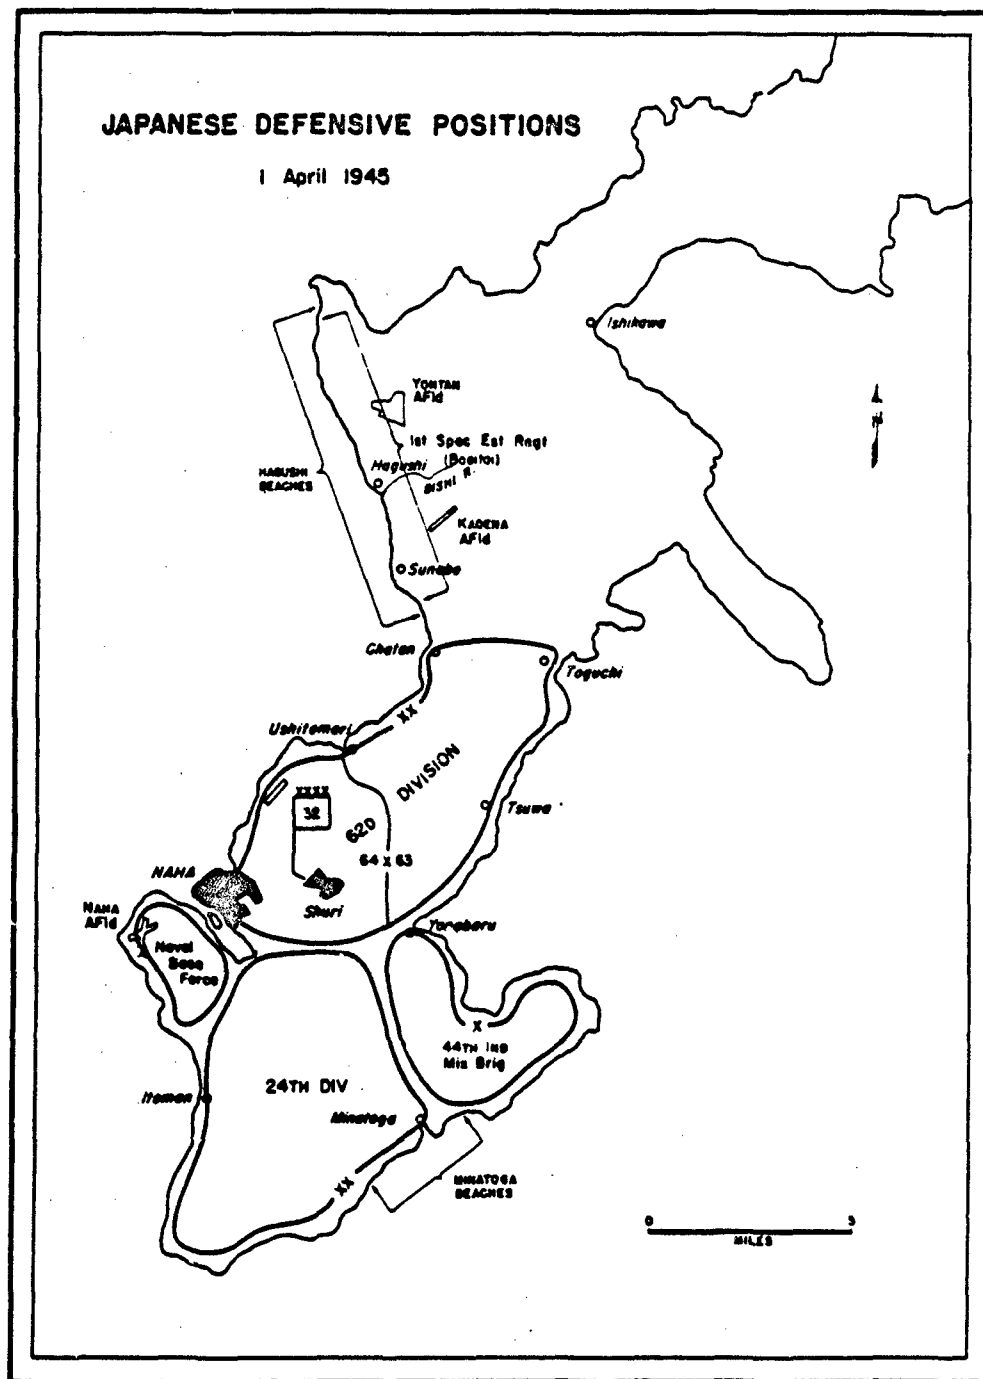 JAPANESE DEFENSIVE POSITIONS
1 April 1945
Ishikawa
YONTAN
AFld
N
1st Spec Est Rngt
(Boeitai)
Hagushi
BISHI R.
HAGUSHI
BEACHES
KADENA
AFld
Sunabe
Chatan
Toguchi
XX
Ushitomari
DIVISION
XXXX
32
62D
Tsuwa
64 X 63
NAHA
Shuri
NAHA
AFld
Yonabaru
Naval
Base
Force
X
44TH IND
Mix Brig
24TH DIV
Itoman
Minatoga
XX
MINATOGA
BEACHES
0 5
MILES